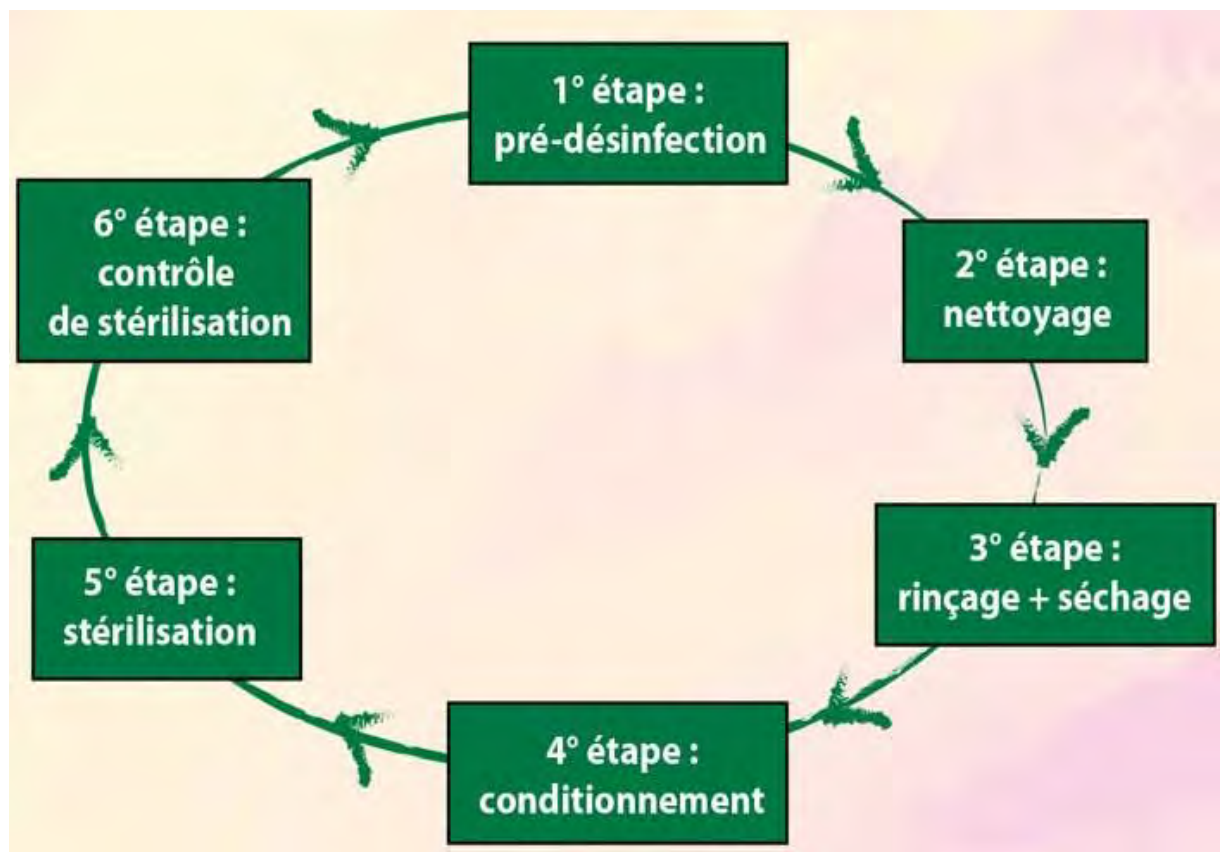 1° étape :
pré-désinfection
2° étape :
nettoyage
3° étape :
rinçage + séchage
4° étape :
conditionnement
5° étape :
stérilisation
6° étape :
contrôle
de stérilisation